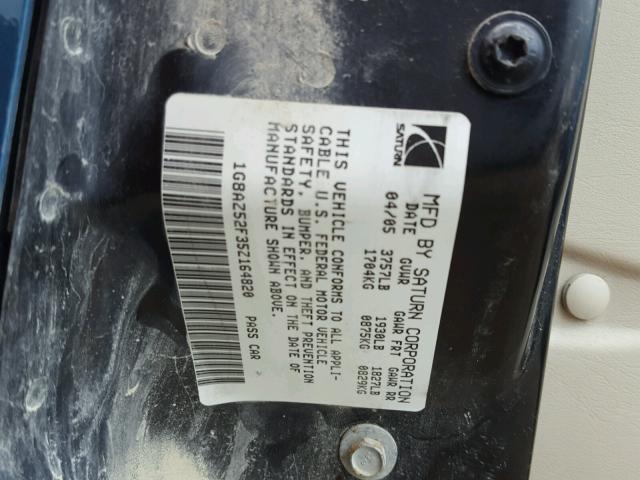 SATURN
MFD BY SATURN CORPORATION
DATE GVWR GAWR FRT GAWR RR
04/05 3757LB 1930LB 1827LB
1704KG 0875KG 0829KG
THIS VEHICLE CONFORMS TO ALL APPLI-
CABLE U.S. FEDERAL MOTOR VEHICLE
SAFETY, BUMPER, AND THEFT PREVENTION
STANDARDS IN EFFECT ON THE DATE OF
MANUFACTURE SHOWN ABOVE.
1G8AZ52F35Z164820 PASS CAR